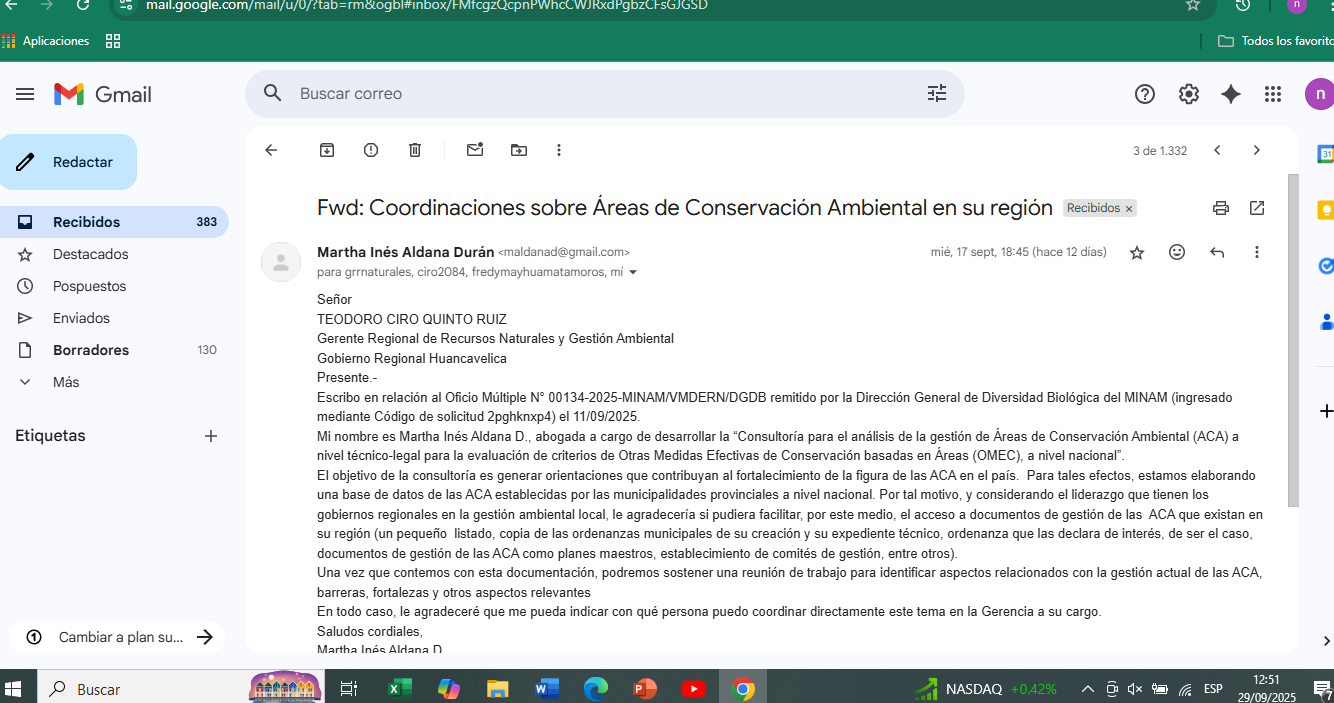 mail.google.com/mail/u/0/?tab=rm&ogbl#inbox/FMfcgzQcpnPWhcCWJRxdPgbzCFsGJGSD
n
Aplicaciones
Todos los favorito
Gmail
Buscar correo
n
Redactar
3 de 1.332
31
Recibidos 383
Destacados
Pospuestos
Enviados
Borradores 130
Más
Etiquetas
Cambiar a plan su...
Fwd: Coordinaciones sobre Áreas de Conservación Ambiental en su región Recibidos ×
Martha Inés Aldana Durán <maldanad@gmail.com> mié, 17 sept, 18:45 (hace 12 días)
para grrnaturales, ciro2084, fredymayhuamatamoros, mí
Señor
TEODORO CIRO QUINTO RUIZ
Gerente Regional de Recursos Naturales y Gestión Ambiental
Gobierno Regional Huancavelica
Presente.-
Escribo en relación al Oficio Múltiple N° 00134-2025-MINAM/VMDERN/DGDB remitido por la Dirección General de Diversidad Biológica del MINAM (ingresado
mediante Código de solicitud 2pghknxp4) el 11/09/2025.
Mi nombre es Martha Inés Aldana D., abogada a cargo de desarrollar la “Consultoría para el análisis de la gestión de Áreas de Conservación Ambiental (ACA) a
nivel técnico-legal para la evaluación de criterios de Otras Medidas Efectivas de Conservación basadas en Áreas (OMEC), a nivel nacional”.
El objetivo de la consultoría es generar orientaciones que contribuyan al fortalecimiento de la figura de las ACA en el país. Para tales efectos, estamos elaborando
una base de datos de las ACA establecidas por las municipalidades provinciales a nivel nacional. Por tal motivo, y considerando el liderazgo que tienen los
gobiernos regionales en la gestión ambiental local, le agradecería si pudiera facilitar, por este medio, el acceso a documentos de gestión de las ACA que existan en
su región (un pequeño listado, copia de las ordenanzas municipales de su creación y su expediente técnico, ordenanza que las declara de interés, de ser el caso,
documentos de gestión de las ACA como planes maestros, establecimiento de comités de gestión, entre otros).
Una vez que contemos con esta documentación, podremos sostener una reunión de trabajo para identificar aspectos relacionados con la gestión actual de las ACA,
barreras, fortalezas y otros aspectos relevantes
En todo caso, le agradeceré que me pueda indicar con qué persona puedo coordinar directamente este tema en la Gerencia a su cargo.
Saludos cordiales,
Martha Inés Aldana D
Buscar
NASDAQ +0.42%
ESP
12:51
29/09/2025
7